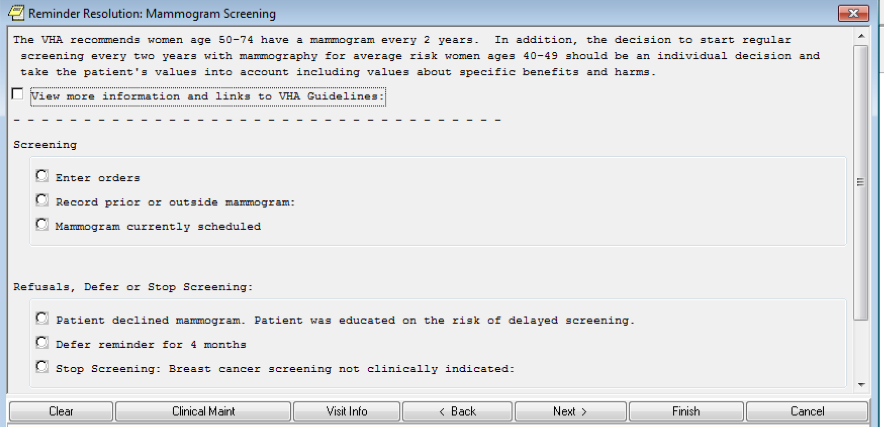 Reminder Resolution: Mammogram Screening
The VHA recommends women age 50-74 have a mammogram every 2 years. In addition, the decision to start regular
screening every two years with mammography for average risk women ages 40-49 should be an individual decision and
take the patient's values into account including values about specific benefits and harms.
View more information and links to VHA Guidelines:
- - - - - - - - - - - - - - - - - - - - - - - - - - - - - - - - - - -
Screening
Enter orders
Record prior or outside mammogram:
Mammogram currently scheduled
Refusals, Defer or Stop Screening:
Patient declined mammogram. Patient was educated on the risk of delayed screening.
Defer reminder for 4 months
Stop Screening: Breast cancer screening not clinically indicated:
Clear Clinical Maint Visit Info < Back Next > Finish Cancel